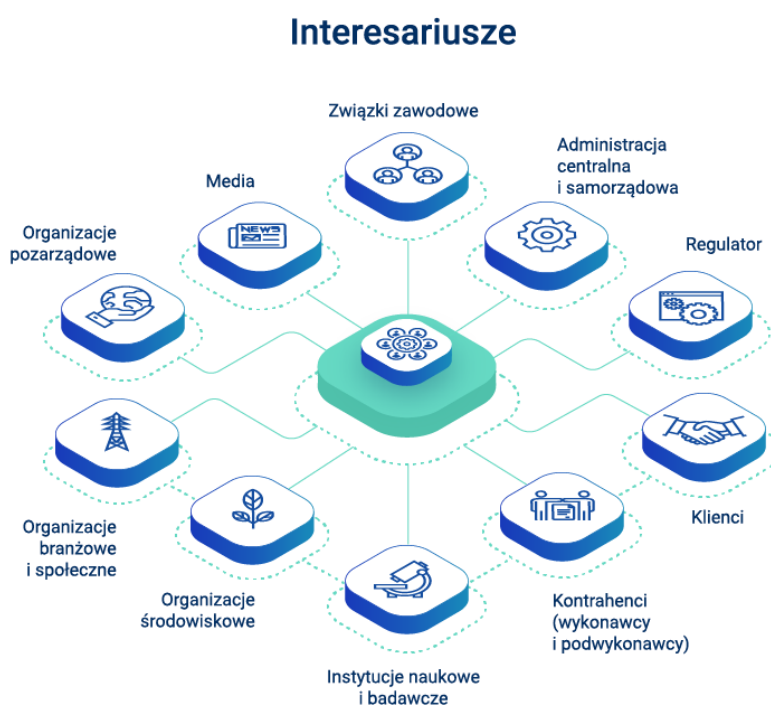 Interesariusze
Związki zawodowe
Administracja
centralna
i samorządowa
Media
Organizacje
pozarządowe
Regulator
NEWS
Organizacje
branżowe
i społeczne
Klienci
Organizacje
środowiskowe
Kontrahenci
(wykonawcy
i podwykonawcy)
Instytucje naukowe
i badawcze